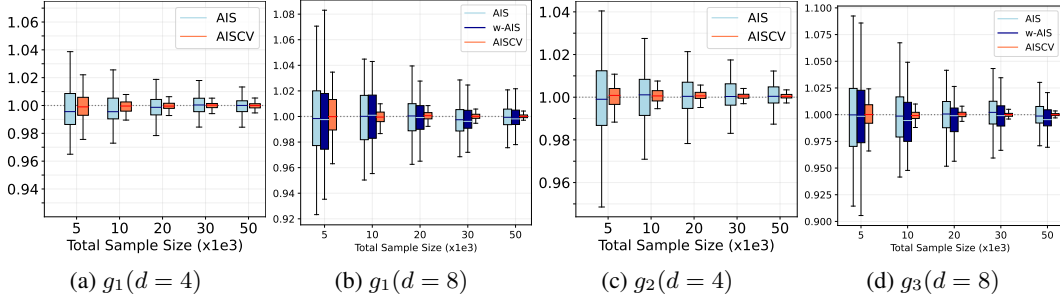 1.06
1.04
1.02
1.00
0.98
0.96
0.94
5 10 20 30 50
Total Sample Size (x1e3)
AIS
AISCV
(a) g1(d = 4)
1.08
1.06
1.04
1.02
1.00
0.98
0.96
0.94
0.92
5 10 20 30 50
Total Sample Size (x1e3)
AIS
w-AIS
AISCV
(b) g1(d = 8)
1.04
1.02
1.00
0.98
0.96
5 10 20 30 50
Total Sample Size (x1e3)
AIS
AISCV
(c) g2(d = 4)
1.100
1.075
1.050
1.025
1.000
0.975
0.950
0.925
0.900
5 10 20 30 50
Total Sample Size (x1e3)
AIS
w-AIS
AISCV
(d) g3(d = 8)